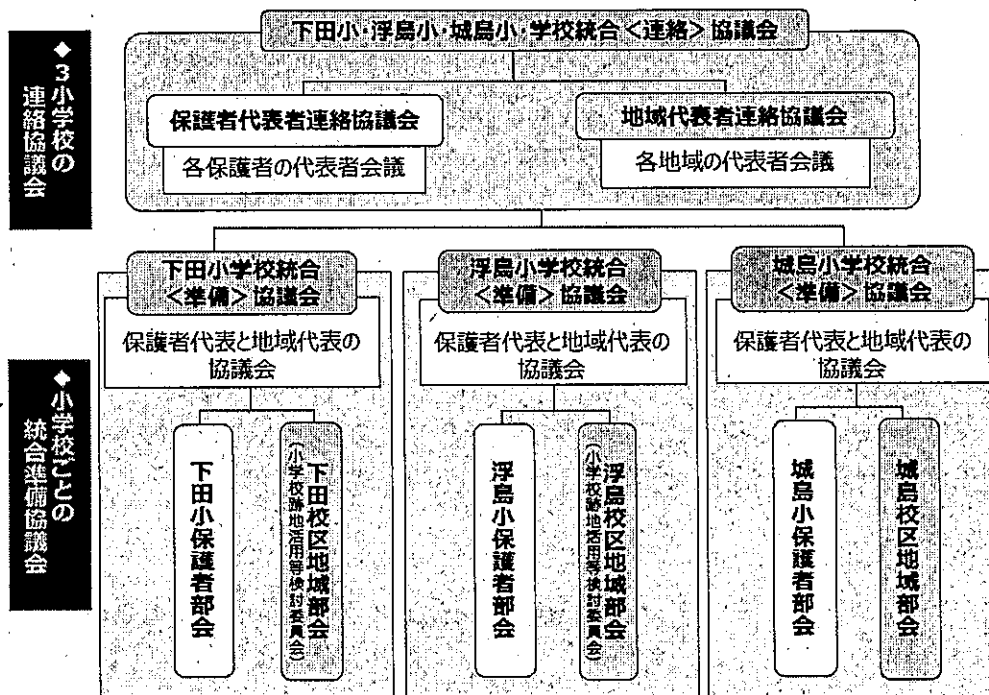 下田小・浮島小・城島小・学校統合<連絡>協議会
◆3小学校の
連絡協議会
保護者代表者連絡協議会
各保護者の代表者会議
地域代表者連絡協議会
各地域の代表者会議
◆小学校ごとの
統合準備協議会
下田小学校統合
<準備>協議会
保護者代表と地域代表の
協議会
下田小保護者部会
下田校区地域部会
(小学校跡地活用等検討委員会)
浮島小学校統合
<準備>協議会
保護者代表と地域代表の
協議会
浮島小保護者部会
浮島校区地域部会
(小学校跡地活用等検討委員会)
城島小学校統合
<準備>協議会
保護者代表と地域代表の
協議会
城島小保護者部会
城島校区地域部会